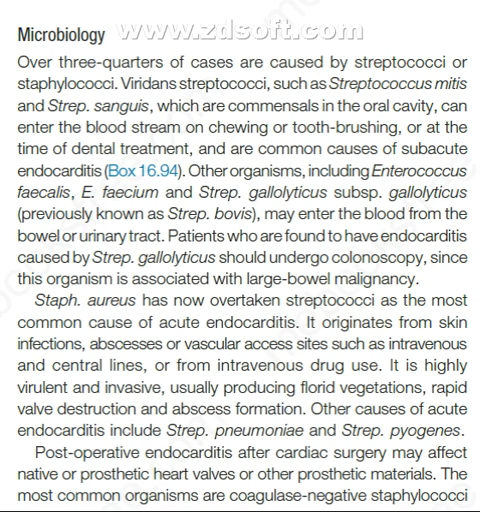 Microbiology www.zdsoft.com
Over three-quarters of cases are caused by streptococci or
staphylococci. Viridans streptococci, such as Streptococcus mitis
and Strep. sanguis, which are commensals in the oral cavity, can
enter the blood stream on chewing or tooth-brushing, or at the
time of dental treatment, and are common causes of subacute
endocarditis (Box 16.94). Other organisms, including Enterococcus
faecalis, E. faecium and Strep. gallolyticus subsp. gallolyticus
(previously known as Strep. bovis), may enter the blood from the
bowel or urinary tract. Patients who are found to have endocarditis
caused by Strep. gallolyticus should undergo colonoscopy, since
this organism is associated with large-bowel malignancy.
Staph. aureus has now overtaken streptococci as the most
common cause of acute endocarditis. It originates from skin
infections, abscesses or vascular access sites such as intravenous
and central lines, or from intravenous drug use. It is highly
virulent and invasive, usually producing florid vegetations, rapid
valve destruction and abscess formation. Other causes of acute
endocarditis include Strep. pneumoniae and Strep. pyogenes.
Post-operative endocarditis after cardiac surgery may affect
native or prosthetic heart valves or other prosthetic materials. The
most common organisms are coagulase-negative staphylococci